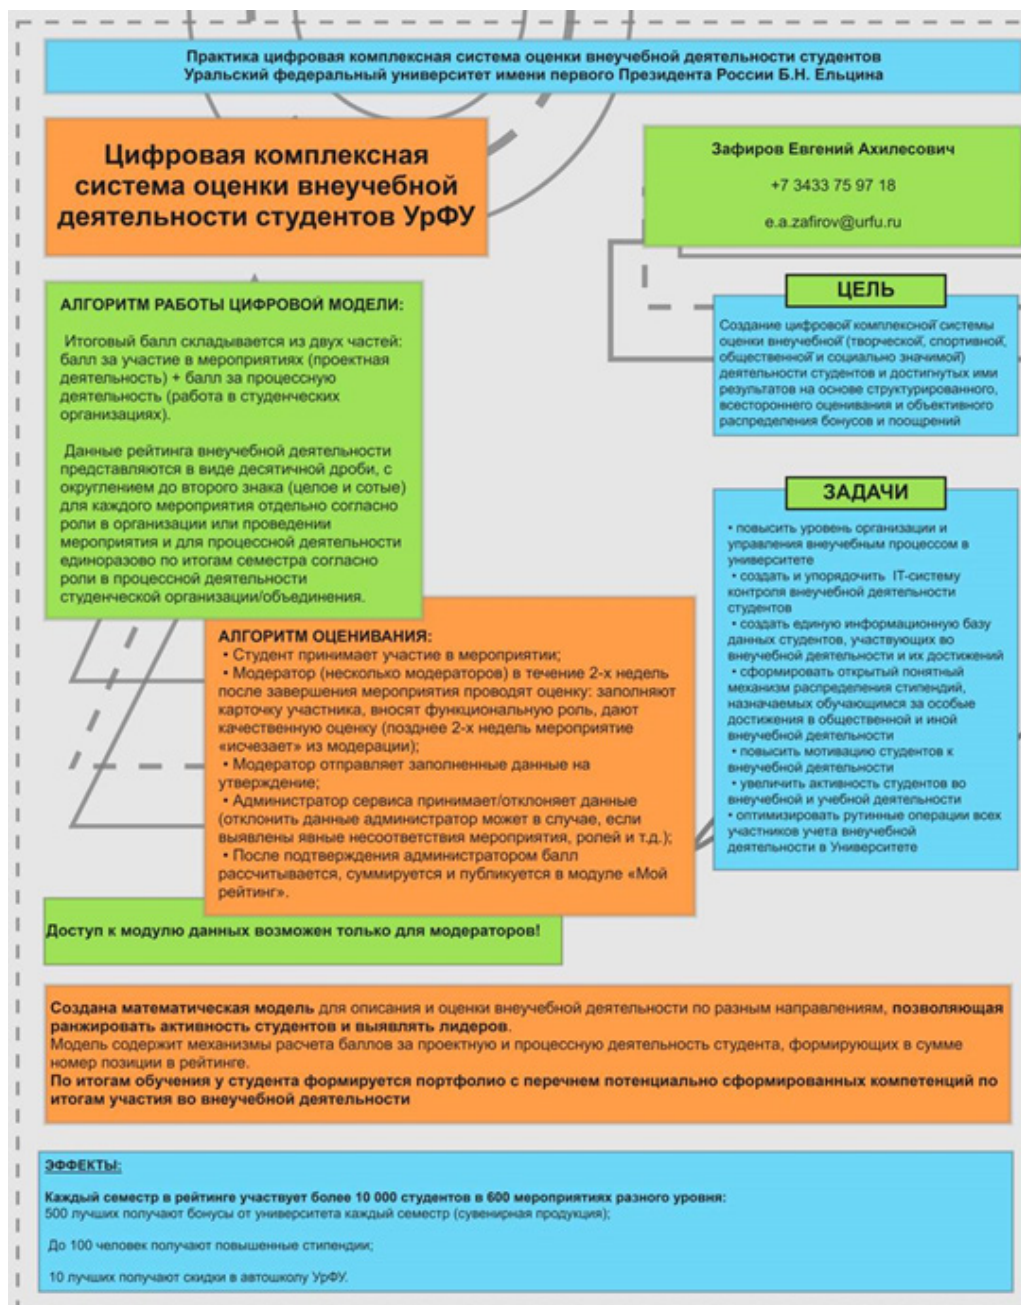 Практика цифровая комплексная система оценки внеучебной деятельности студентов
Уральский федеральный университет имени первого Президента России Б.Н. Ельцина
Цифровая комплексная
система оценки внеучебной
деятельности студентов УрФУ
Зафиров Евгений Ахилесович
+7 3433 75 97 18
e.a.zafirov@urfu.ru
АЛГОРИТМ РАБОТЫ ЦИФРОВОЙ МОДЕЛИ:
Итоговый балл складывается из двух частей:
балл за участие в мероприятиях (проектная
деятельность) + балл за процессную
деятельность (работа в студенческих
организациях).
Данные рейтинга внеучебной деятельности
представляются в виде десятичной дроби, с
округлением до второго знака (целое и сотые)
для каждого мероприятия отдельно согласно
роли в организации или проведении
мероприятия и для процессной деятельности
единоразово по итогам семестра согласно
роли в процессной деятельности
студенческой организации/объединения.
ЦЕЛЬ
Создание цифровой комплексной системы
оценки внеучебной (творческой, спортивной,
общественной и социально значимой)
деятельности студентов и достигнутых ими
результатов на основе структурированного,
всестороннего оценивания и объективного
распределения бонусов и поощрений
ЗАДАЧИ
• повысить уровень организации и
управления внеучебным процессом в
университете
• создать и упорядочить IT-систему
контроля внеучебной деятельности
студентов
• создать единую информационную базу
данных студентов, участвующих во
внеучебной деятельности и их достижений
• сформировать открытый понятный
механизм распределения стипендий,
назначаемых обучающимся за особые
достижения в общественной и иной
внеучебной деятельности
• повысить мотивацию студентов к
внеучебной деятельности
• увеличить активность студентов во
внеучебной и учебной деятельности
• оптимизировать рутинные операции всех
участников учета внеучебной
деятельности в Университете
АЛГОРИТМ ОЦЕНИВАНИЯ:
• Студент принимает участие в мероприятии;
• Модератор (несколько модераторов) в течение 2-х недель
после завершения мероприятия проводят оценку: заполняют
карточку участника, вносят функциональную роль, дают
качественную оценку (позднее 2-х недель мероприятие
«исчезает» из модерации);
• Модератор отправляет заполненные данные на
утверждение;
• Администратор сервиса принимает/отклоняет данные
(отклонить данные администратор может в случае, если
выявлены явные несоответствия мероприятия, ролей и т.д.);
• После подтверждения администратором балл
рассчитывается, суммируется и публикуется в модуле «Мой
рейтинг».
Доступ к модулю данных возможен только для модераторов!
Создана математическая модель для описания и оценки внеучебной деятельности по разным направлениям, позволяющая
ранжировать активность студентов и выявлять лидеров.
Модель содержит механизмы расчета баллов за проектную и процессную деятельность студента, формирующих в сумме
номер позиции в рейтинге.
По итогам обучения у студента формируется портфолио с перечнем потенциально сформированных компетенций по
итогам участия во внеучебной деятельности
ЭФФЕКТЫ:
Каждый семестр в рейтинге участвует более 10 000 студентов в 600 мероприятиях разного уровня:
500 лучших получают бонусы от университета каждый семестр (сувенирная продукция);
До 100 человек получают повышенные стипендии;
10 лучших получают скидки в автошколу УрФУ.